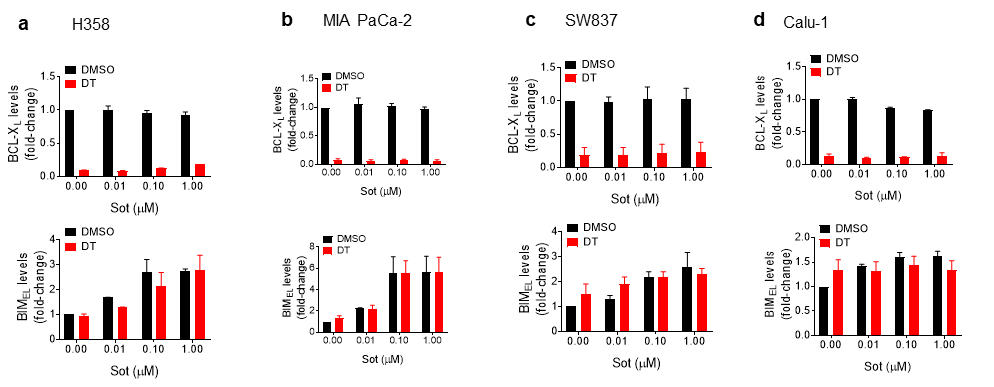 a H358
BCL-XL levels
(fold-change)
DMSO
DT
1.5
1.0
0.5
0.0
0.00 0.01 0.10 1.00
Sot (μM)
BIMEL levels
(fold-change)
DMSO
DT
4
3
2
1
0
0.00 0.01 0.10 1.00
Sot (μM)
b MIA PaCa-2
BCL-XL levels
(fold-change)
DMSO
DT
1.5
1.0
0.5
0.0
0.00 0.01 0.10 1.00
Sot (μM)
BIMEL levels
(fold-change)
DMSO
DT
8
6
4
2
0
0.00 0.01 0.10 1.00
Sot (μM)
c SW837
BCL-XL levels
(fold-change)
DMSO
DT
1.5
1.0
0.5
0.0
0.00 0.01 0.10 1.00
Sot (μM)
BIMEL levels
(fold-change)
DMSO
DT
4
3
2
1
0
0.00 0.01 0.10 1.00
Sot (μM)
d Calu-1
BCL-XL levels
(fold-change)
DMSO
DT
1.5
1.0
0.5
0.0
0.00 0.01 0.10 1.00
Sot (μM)
BIMEL levels
(fold-change)
DMSO
DT
2.0
1.5
1.0
0.5
0.0
0.00 0.01 0.10 1.00
Sot (μM)